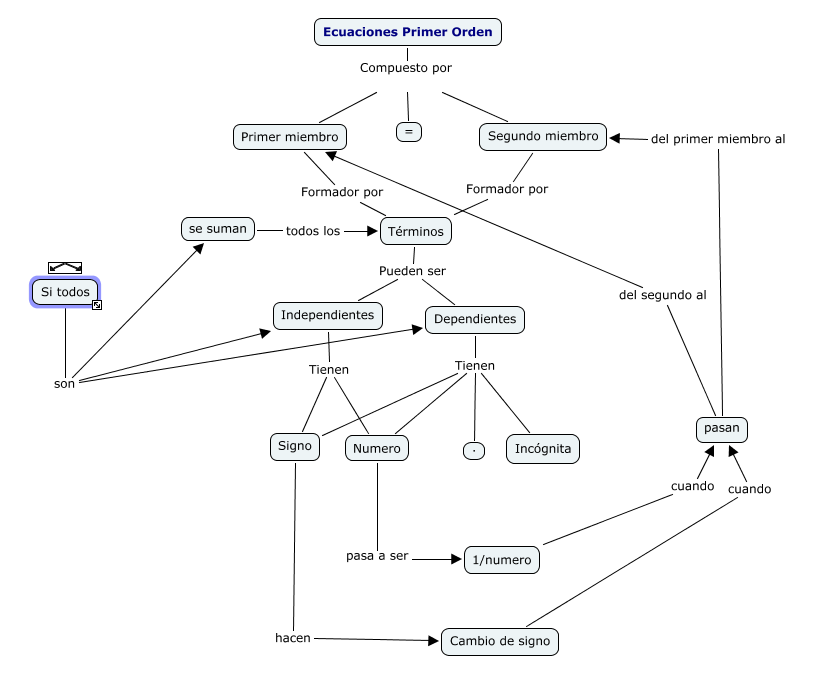 Ecuaciones Primer Orden
Compuesto por
Primer miembro
=
Segundo miembro
del primer miembro al
Formador por
Formador por
se suman
todos los
Términos
Pueden ser
Si todos
del segundo al
Independientes
Dependientes
Tienen
Tienen
son
pasan
Signo
Numero
.
Incógnita
cuando
cuando
pasa a ser
1/numero
hacen
Cambio de signo